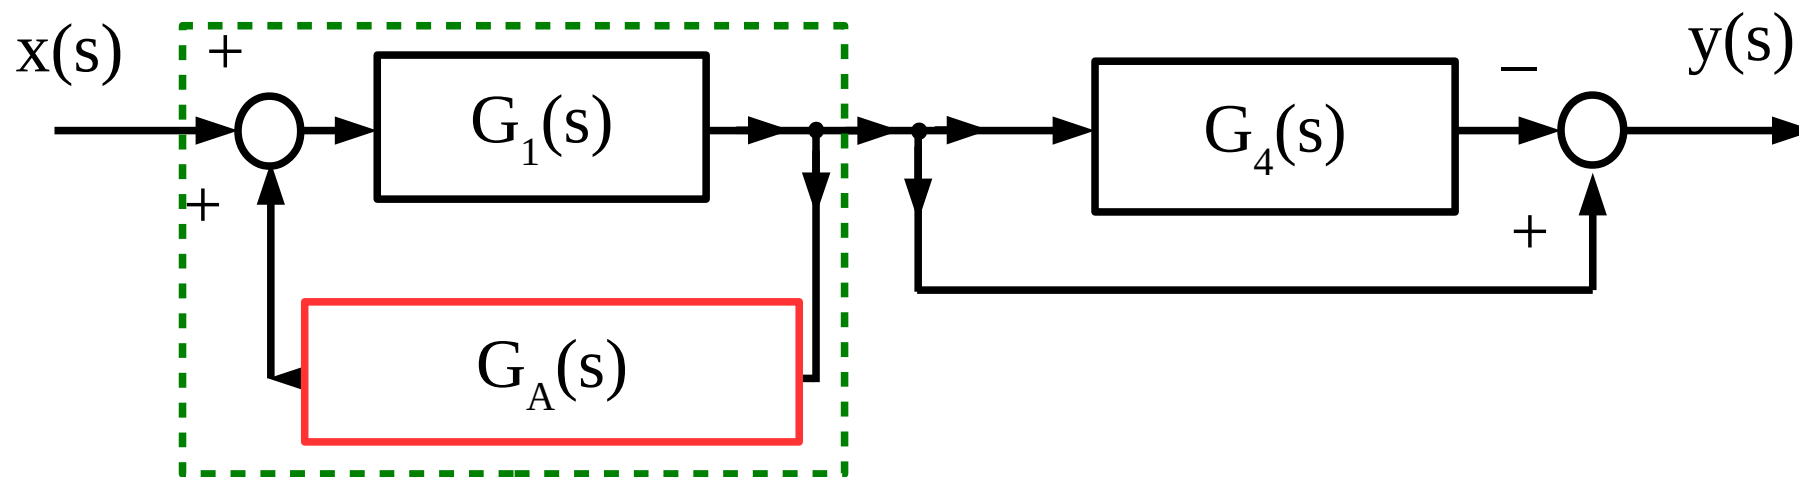 x(s)
+
G1(s)
G4(s)
−
y(s)
+
+
GA(s)